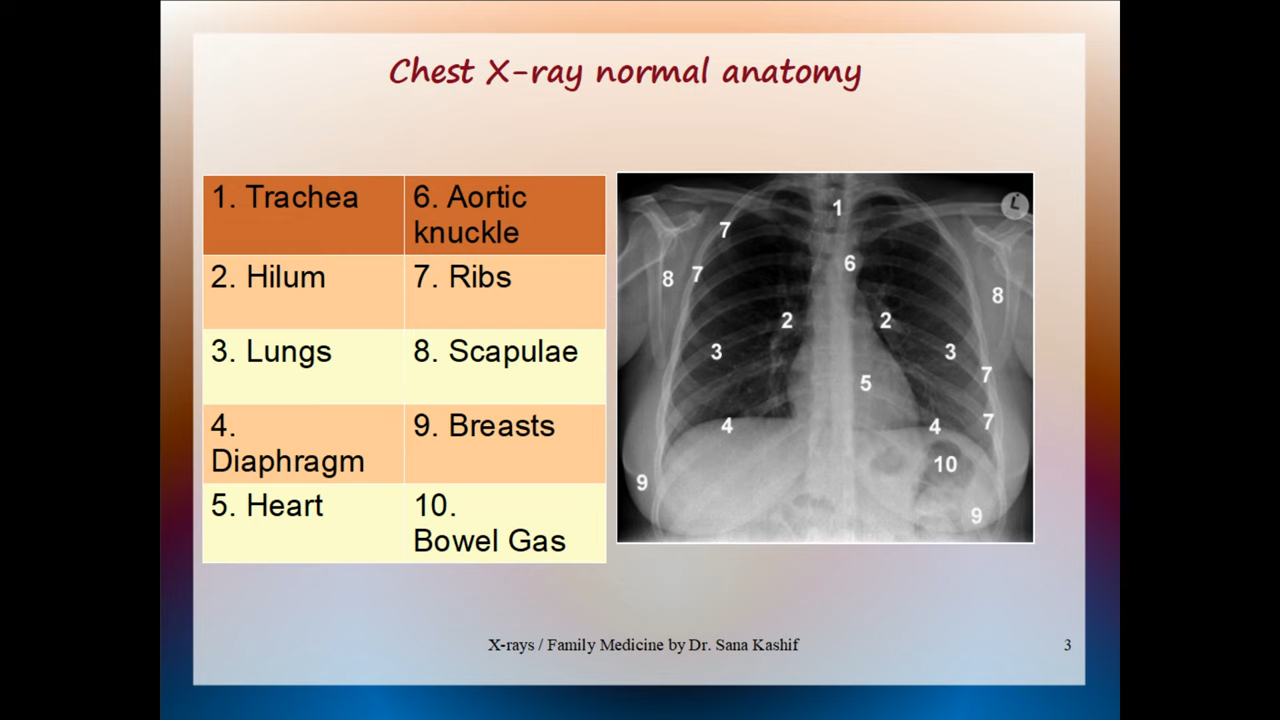 Chest X-ray normal anatomy
1. Trachea
6. Aortic
knuckle
2. Hilum
7. Ribs
3. Lungs
8. Scapulae
4.
Diaphragm
9. Breasts
5. Heart
10.
Bowel Gas
L
1
7
6
8
7
8
2
2
3
3
7
5
4
4
7
10
9
9
X-rays / Family Medicine by Dr. Sana Kashif
3